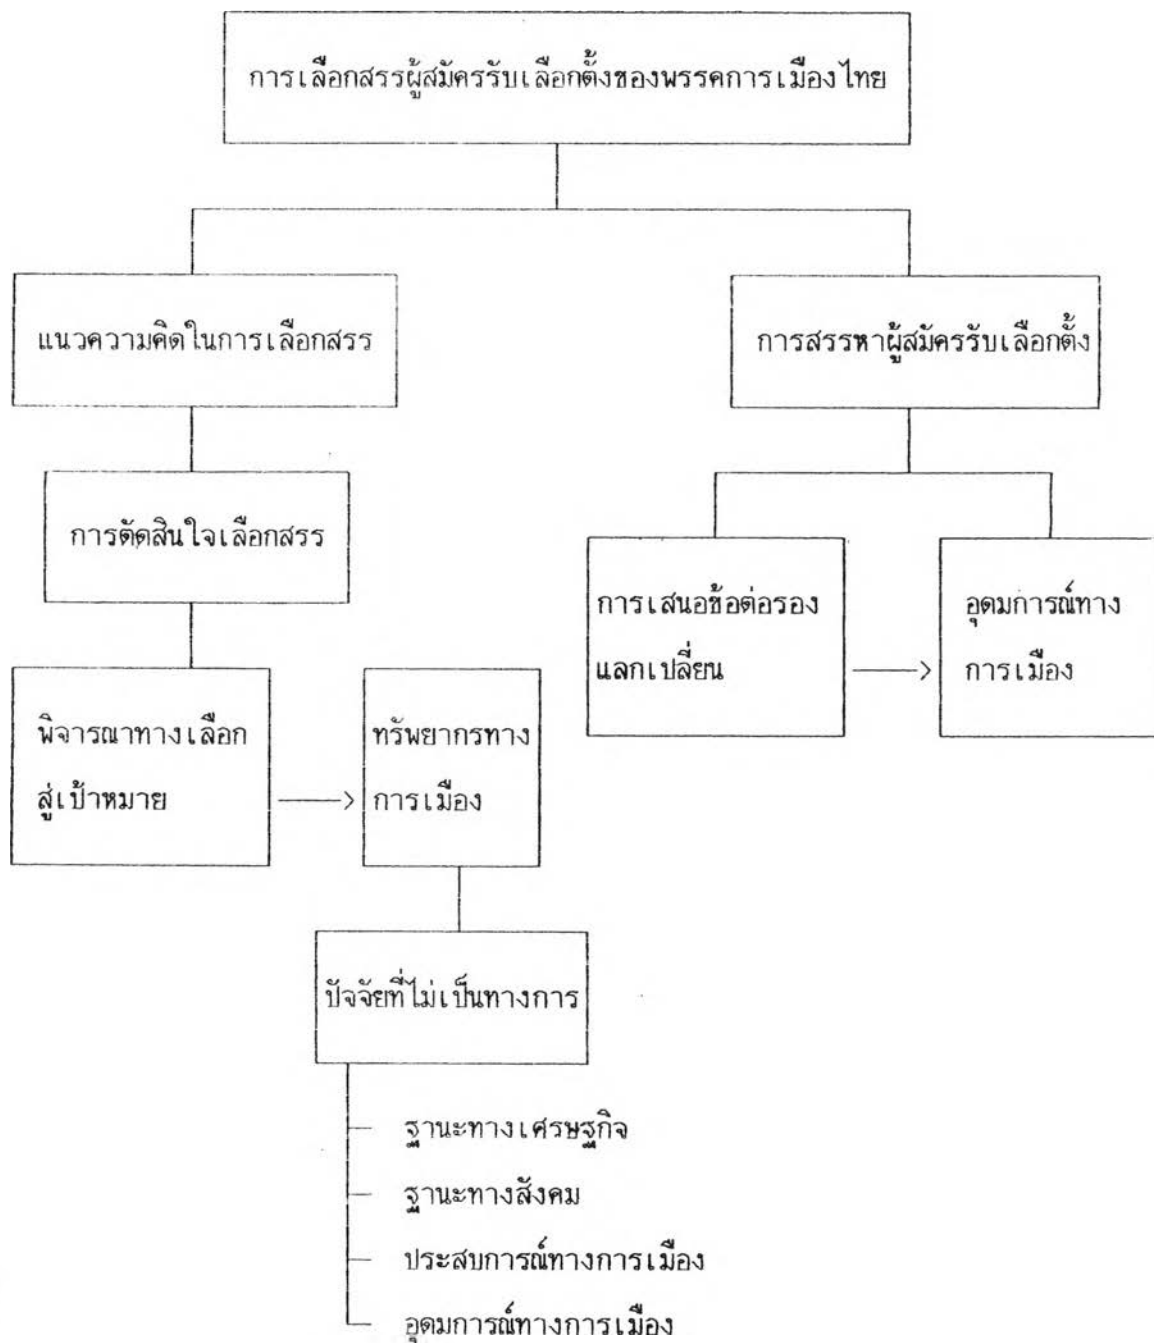 การเลือกสรรผู้สมัครรับเลือกตั้งของพรรคการเมืองไทย
แนวความคิดในการเลือกสรร
การสรรหาผู้สมัครรับเลือกตั้ง
การตัดสินใจเลือกสรร
การเสนอข้อต่อรอง
แลกเปลี่ยน
อุดมการณ์ทาง
การเมือง
พิจารณาทางเลือก
สู่เป้าหมาย
ทรัพยากรทาง
การเมือง
ปัจจัยที่ไม่เป็นทางการ
ฐานะทางเศรษฐกิจ
ฐานะทางสังคม
ประสบการณ์ทางการเมือง
อุดมการณ์ทางการเมือง